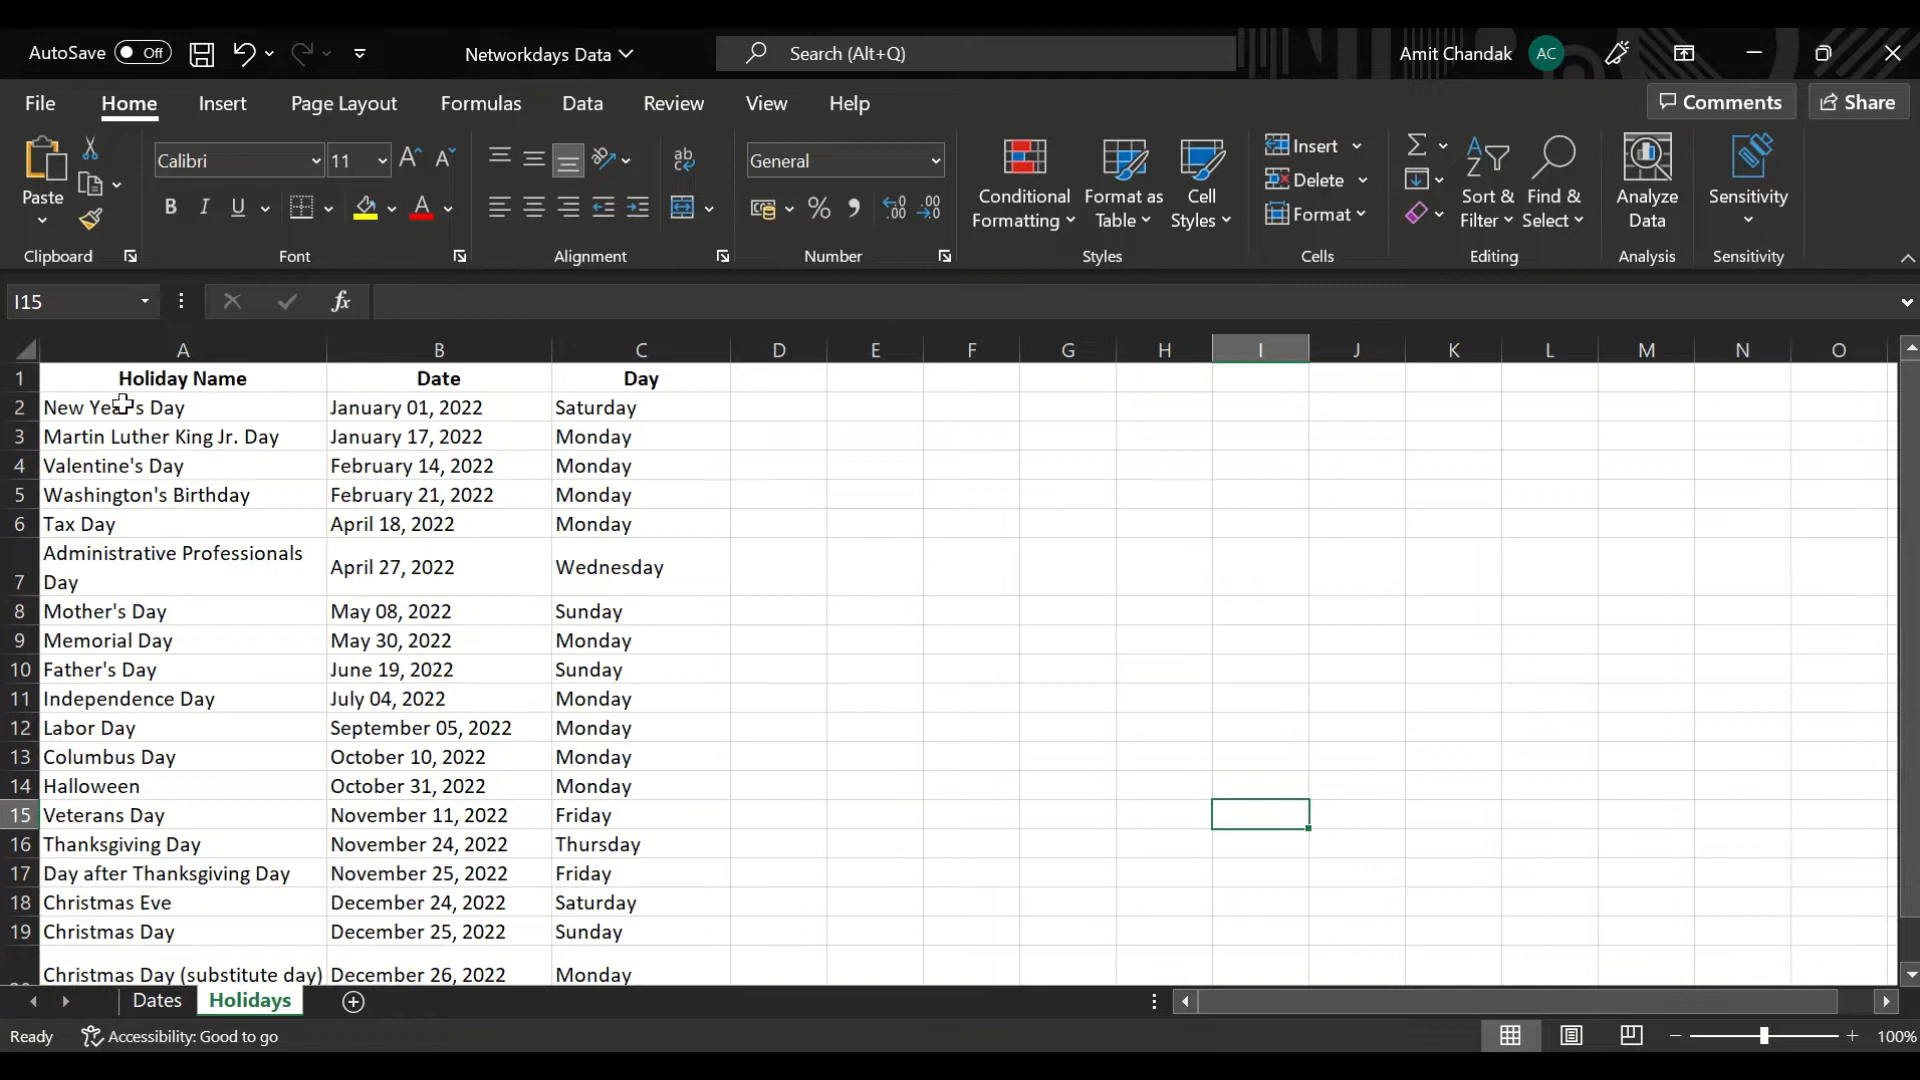 AutoSave Off Networkdays Data Search (Alt+Q) Amit Chandak AC
File Home Insert Page Layout Formulas Data Review View Help Comments Share
Paste
Calibri 11
B I U
ab
General
Conditional Formatting
Format as Table
Cell Styles
Insert
Delete
Format
Sort & Filter
Find & Select
Analyze Data
Sensitivity
Clipboard Font Alignment Number Styles Cells Editing Analysis Sensitivity
I15 fx
A B C D E F G H I J K L M N O
1 Holiday Name Date Day
2 New Year's Day January 01, 2022 Saturday
3 Martin Luther King Jr. Day January 17, 2022 Monday
4 Valentine's Day February 14, 2022 Monday
5 Washington's Birthday February 21, 2022 Monday
6 Tax Day April 18, 2022 Monday
7 Administrative Professionals Day April 27, 2022 Wednesday
8 Mother's Day May 08, 2022 Sunday
9 Memorial Day May 30, 2022 Monday
10 Father's Day June 19, 2022 Sunday
11 Independence Day July 04, 2022 Monday
12 Labor Day September 05, 2022 Monday
13 Columbus Day October 10, 2022 Monday
14 Halloween October 31, 2022 Monday
15 Veterans Day November 11, 2022 Friday
16 Thanksgiving Day November 24, 2022 Thursday
17 Day after Thanksgiving Day November 25, 2022 Friday
18 Christmas Eve December 24, 2022 Saturday
19 Christmas Day December 25, 2022 Sunday
Christmas Day (substitute day) December 26, 2022 Monday
Dates Holidays
Ready Accessibility: Good to go 100%